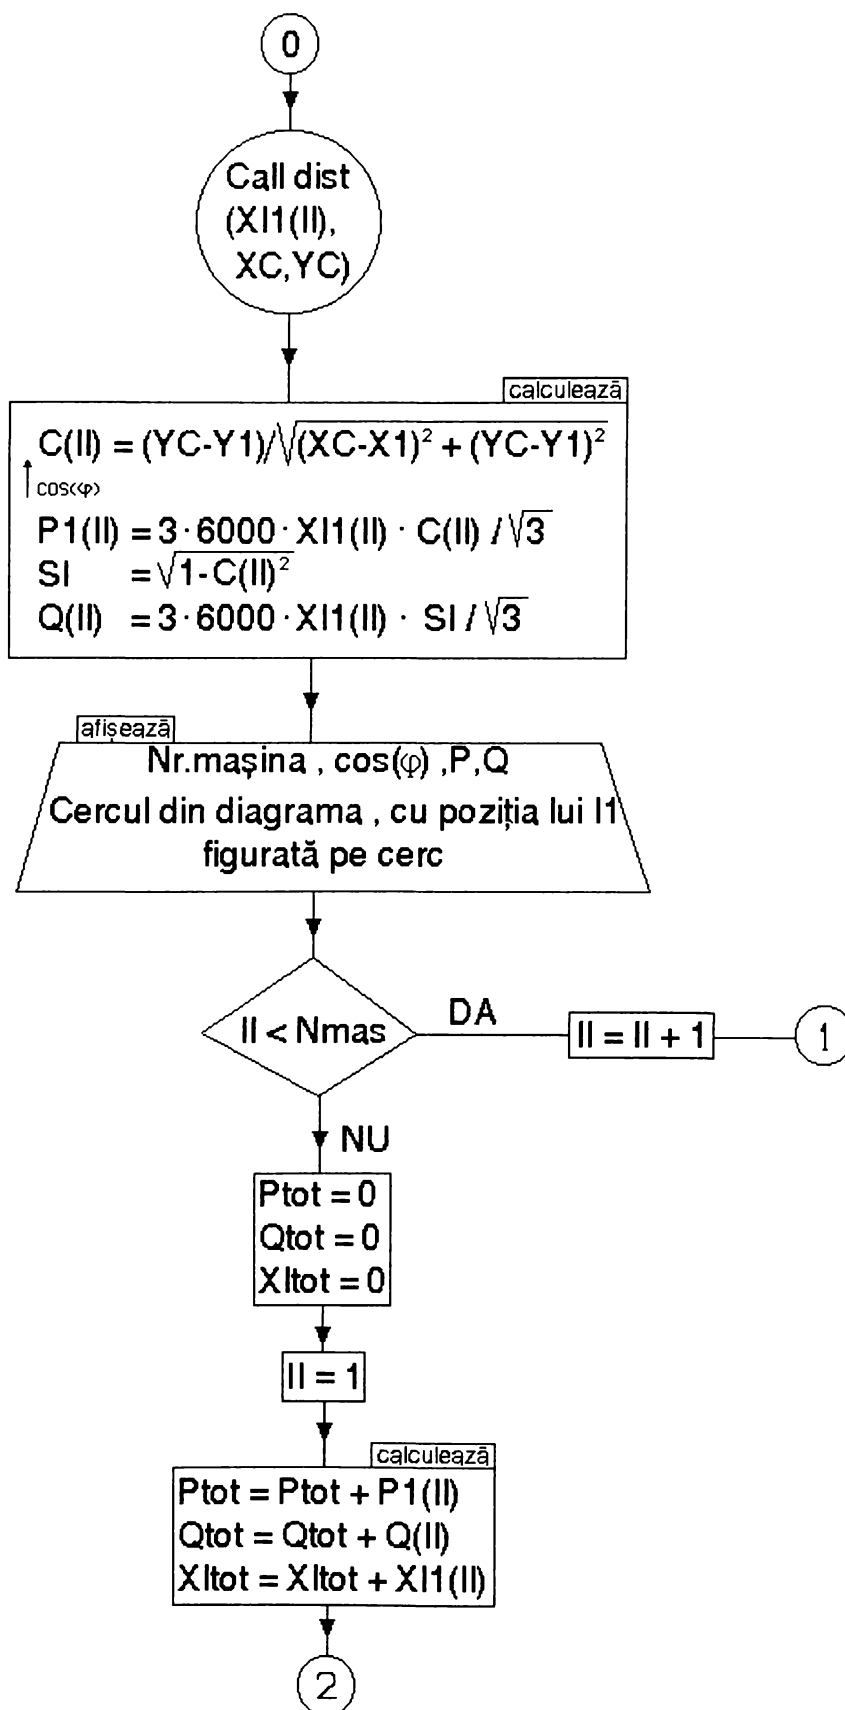 0
Call dist
(XI1(II),
XC,YC)
calculează
C(II) = (YC-Y1)/√(XC-X1)² + (YC-Y1)²
↑cos(φ)
P1(II) = 3·6000·XI1(II) · C(II) /√3
SI = √1-C(II)²
Q(II) = 3·6000·XI1(II) · SI / √3
afișează
Nr.mașina , cos(φ) ,P,Q
Cercul din diagrama , cu poziția lui I1
figurată pe cerc
II < Nmas
DA
II = II + 1
1
NU
Ptot = 0
Qtot = 0
XItot = 0
II = 1
calculează
Ptot = Ptot + P1(II)
Qtot = Qtot + Q(II)
XItot = XItot + XI1(II)
2